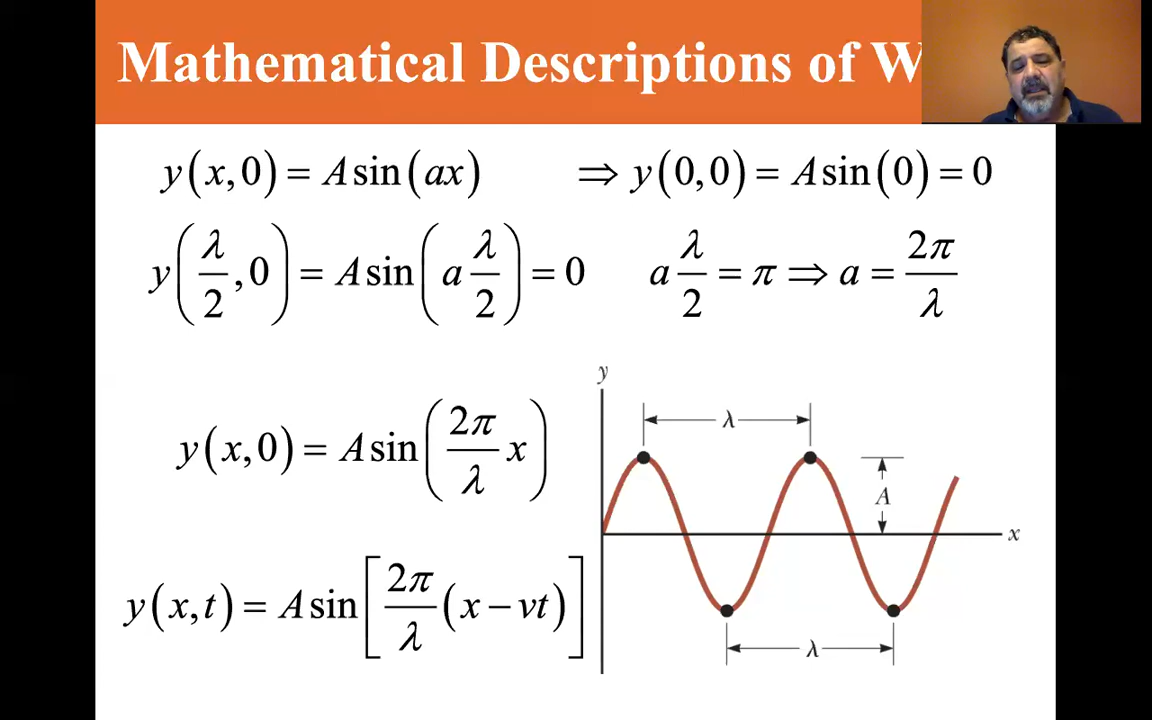 Mathematical Descriptions of W
y(x,0) = A sin(ax) ⇒ y(0,0) = A sin(0) = 0
y(λ/2,0) = A sin(a λ/2) = 0 a λ/2 = π ⇒ a = 2π/λ
y
λ
y(x,0) = A sin(2π/λ x)
A
x
y(x,t) = A sin[2π/λ (x − vt)]
λ